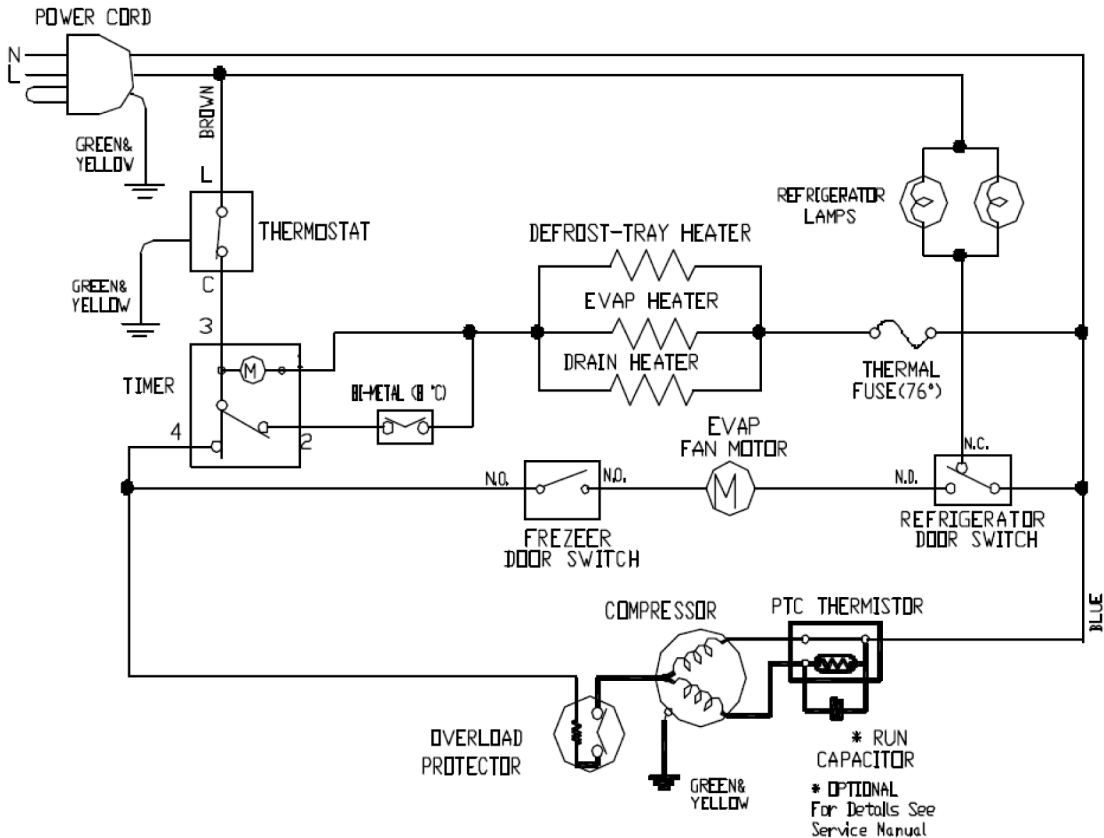 POWER CORD
N
L
GREEN&
YELLOW
BROWN
L
THERMOSTAT
C
GREEN&
YELLOW
3
TIMER
M
1
4
2
BI-METAL
DEFROST-TRAY HEATER
EVAP HEATER
DRAIN HEATER
REFRIGERATOR
LAMPS
THERMAL
FUSE(76°)
EVAP
FAN MOTOR
M
N.O.
N.O.
FREZEER
DOOR SWITCH
N.C.
N.D.
REFRIGERATOR
DOOR SWITCH
BLUE
COMPRESSOR
PTC THERMISTOR
OVERLOAD
PROTECTOR
GREEN&
YELLOW
* RUN
CAPACITOR
* OPTIONAL
For Details See
Service Manual